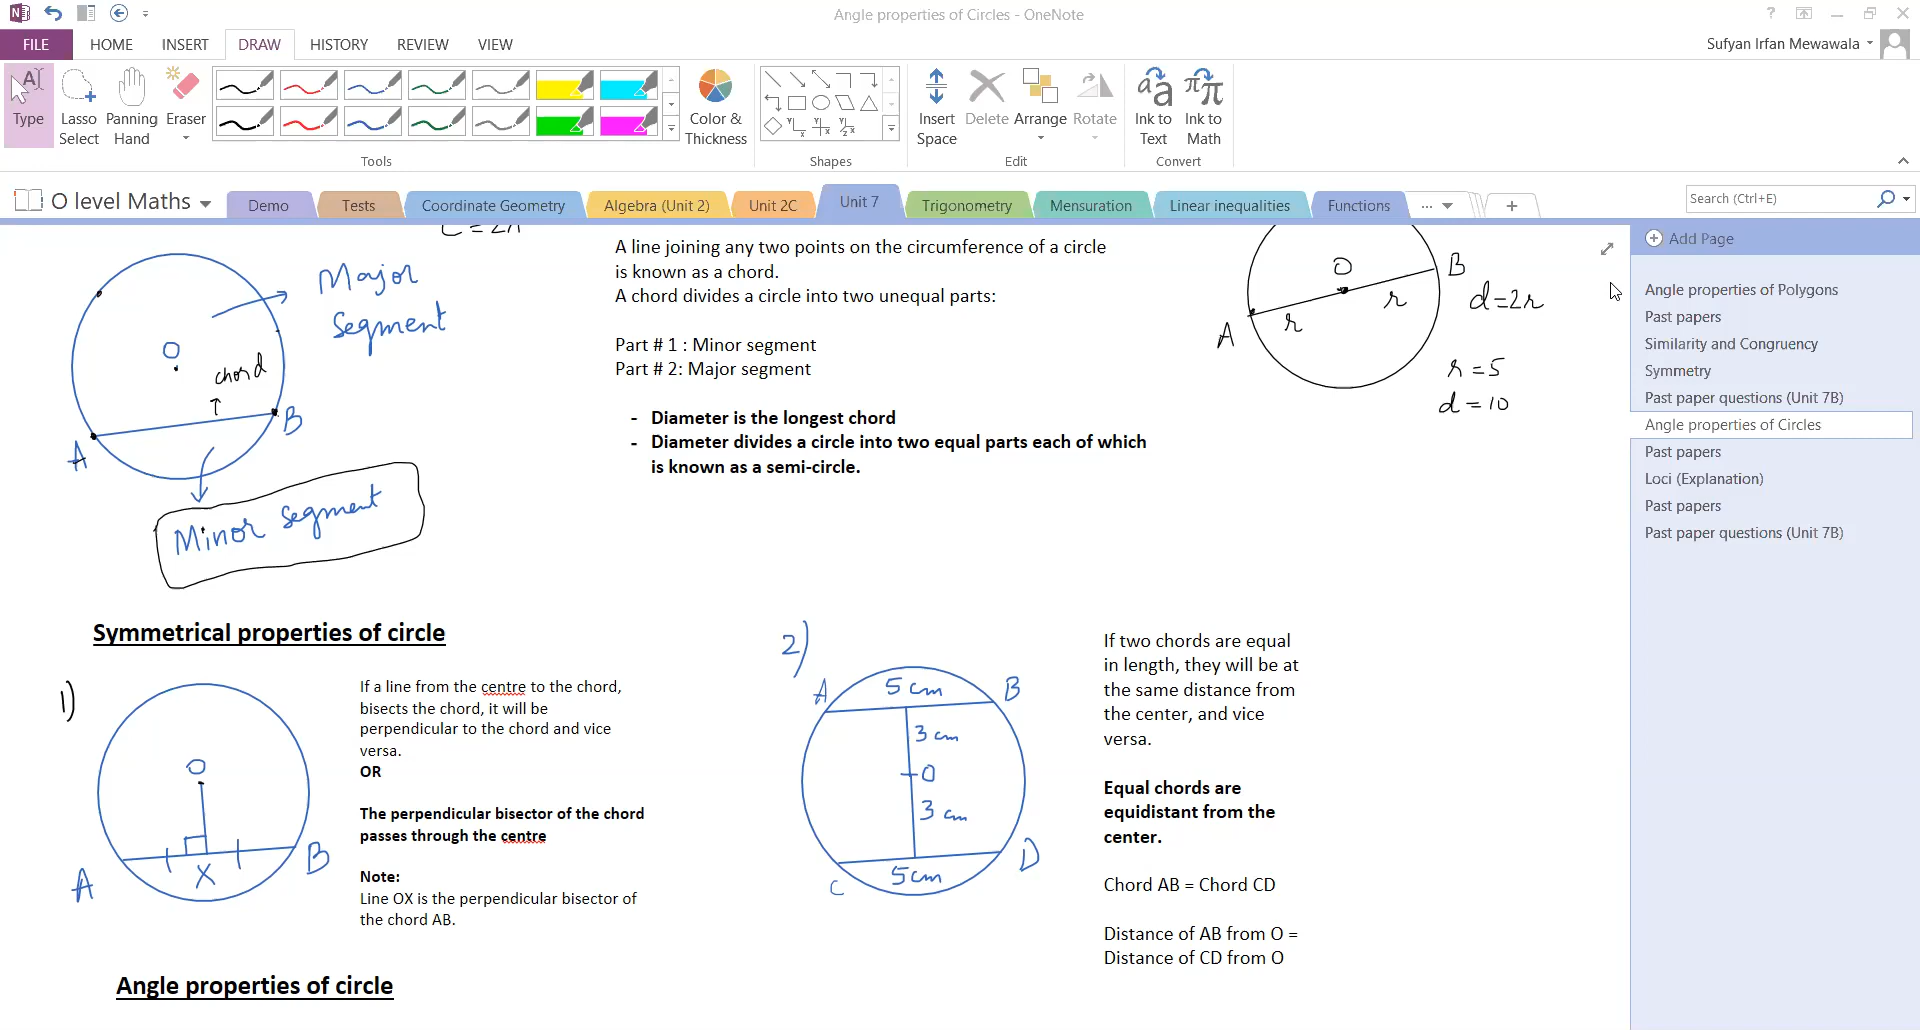 Angle properties of Circles - OneNote
FILE HOME INSERT DRAW HISTORY REVIEW VIEW
Sufyan Irfan Mewawala
Type
Lasso Select
Panning Hand
Eraser
Color & Thickness
Insert Space
Delete
Arrange
Rotate
Ink to Text
Ink to Math
Tools
Shapes
Edit
Convert
O level Maths
Demo
Tests
Coordinate Geometry
Algebra (Unit 2)
Unit 2C
Unit 7
Trigonometry
Mensuration
Linear inequalities
Functions
...
Search (Ctrl+E)
Add Page
Angle properties of Polygons
Past papers
Similarity and Congruency
Symmetry
Past paper questions (Unit 7B)
Angle properties of Circles
Past papers
Loci (Explanation)
Past papers
Past paper questions (Unit 7B)
Major
segment
O
chord
A
B
Minor segment
A line joining any two points on the circumference of a circle
is known as a chord.
A chord divides a circle into two unequal parts:
Part # 1 : Minor segment
Part # 2: Major segment
- Diameter is the longest chord
- Diameter divides a circle into two equal parts each of which
is known as a semi-circle.
O
B
r
r
A
d=2r
r=5
d=10
Symmetrical properties of circle
1)
O
A
X
B
If a line from the centre to the chord,
bisects the chord, it will be
perpendicular to the chord and vice
versa.
OR
The perpendicular bisector of the chord
passes through the centre
Note:
Line OX is the perpendicular bisector of
the chord AB.
2)
A
5 cm
B
3 cm
O
3 cm
C
5cm
D
If two chords are equal
in length, they will be at
the same distance from
the center, and vice
versa.
Equal chords are
equidistant from the
center.
Chord AB = Chord CD
Distance of AB from O =
Distance of CD from O
Angle properties of circle